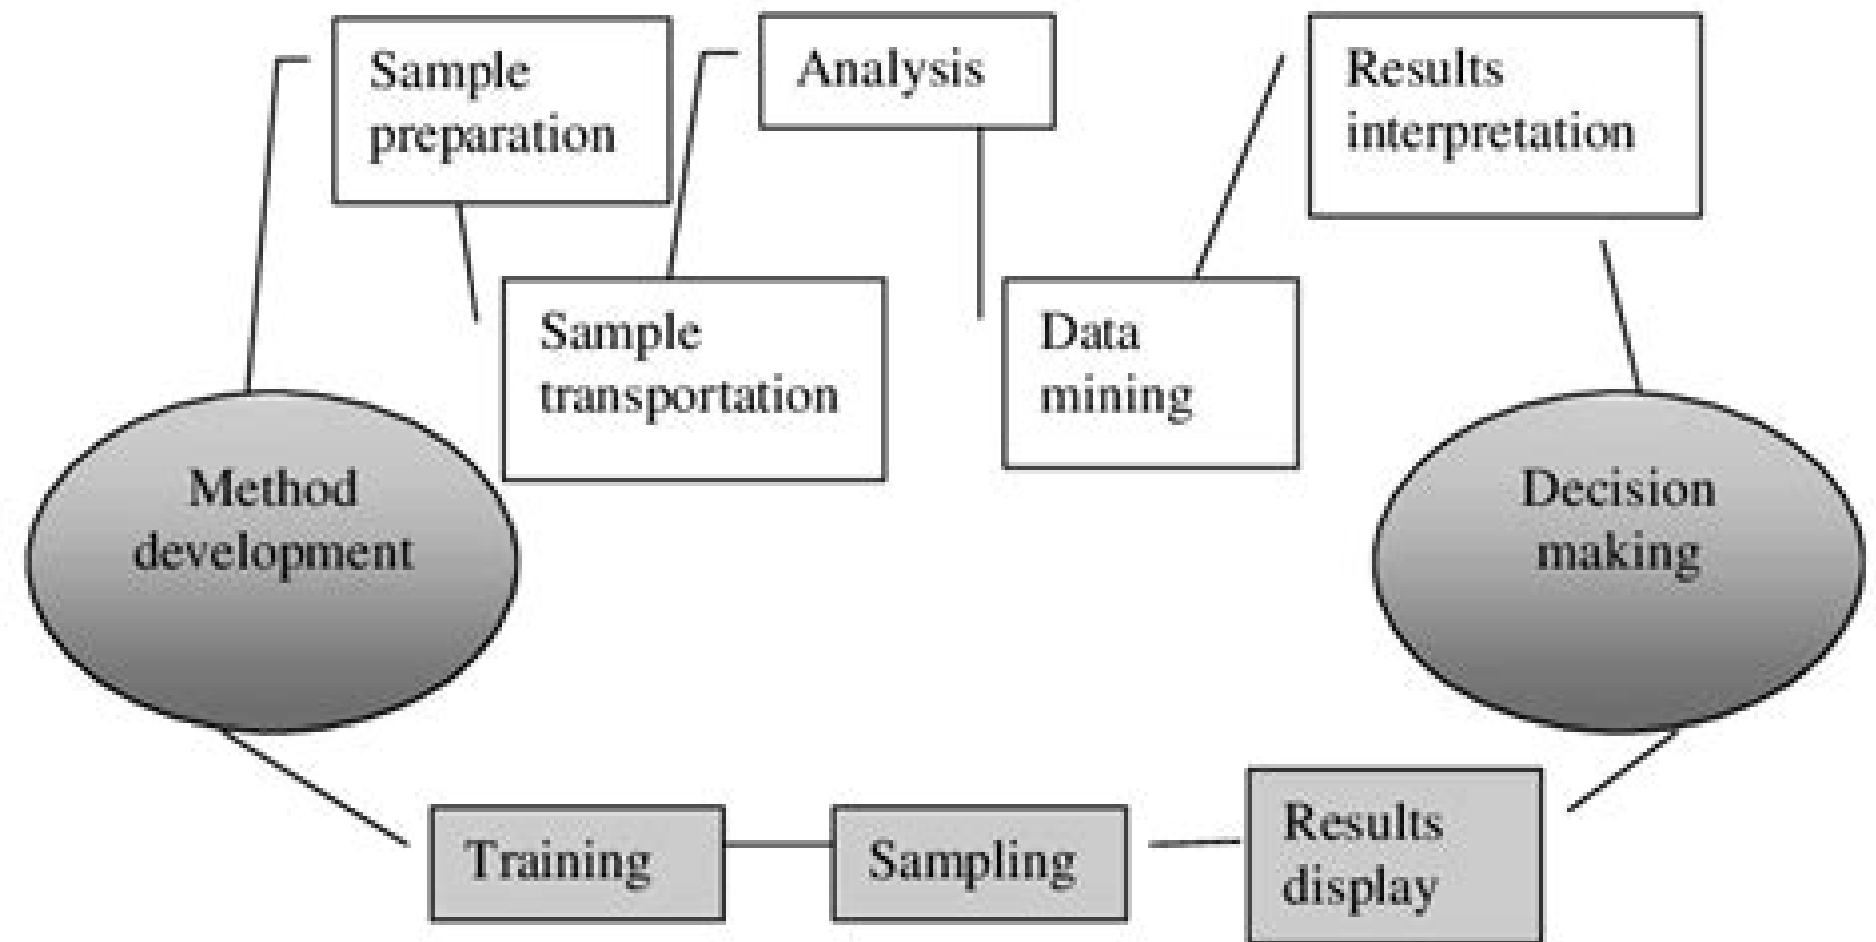 Sample
preparation
Analysis
Results
interpretation
Sample
transportation
Data
mining
Method
development
Decision
making
Training
Sampling
Results
display